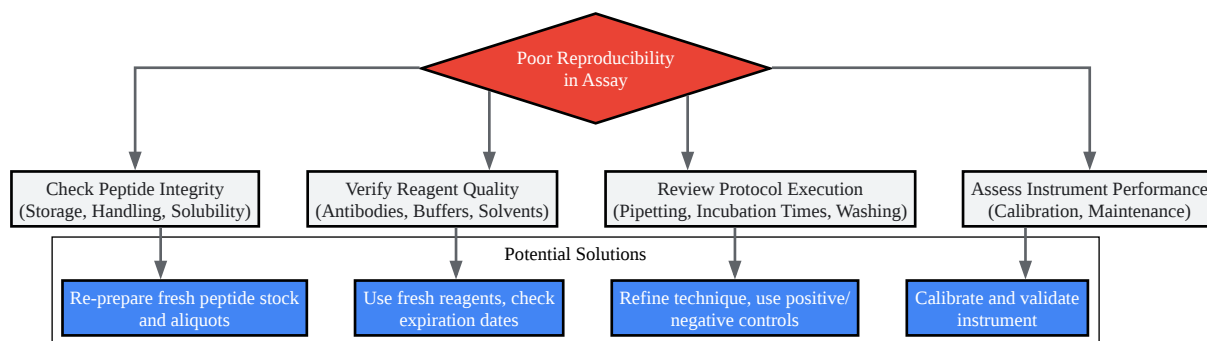 Poor Reproducibility
in Assay
Check Peptide Integrity
(Storage, Handling, Solubility)
Verify Reagent Quality
(Antibodies, Buffers, Solvents)
Review Protocol Execution
(Pipetting, Incubation Times, Washing)
Assess Instrument Performance
(Calibration, Maintenance)
Potential Solutions
Re-prepare fresh peptide stock
and aliquots
Use fresh reagents, check
expiration dates
Refine technique, use positive/
negative controls
Calibrate and validate
instrument